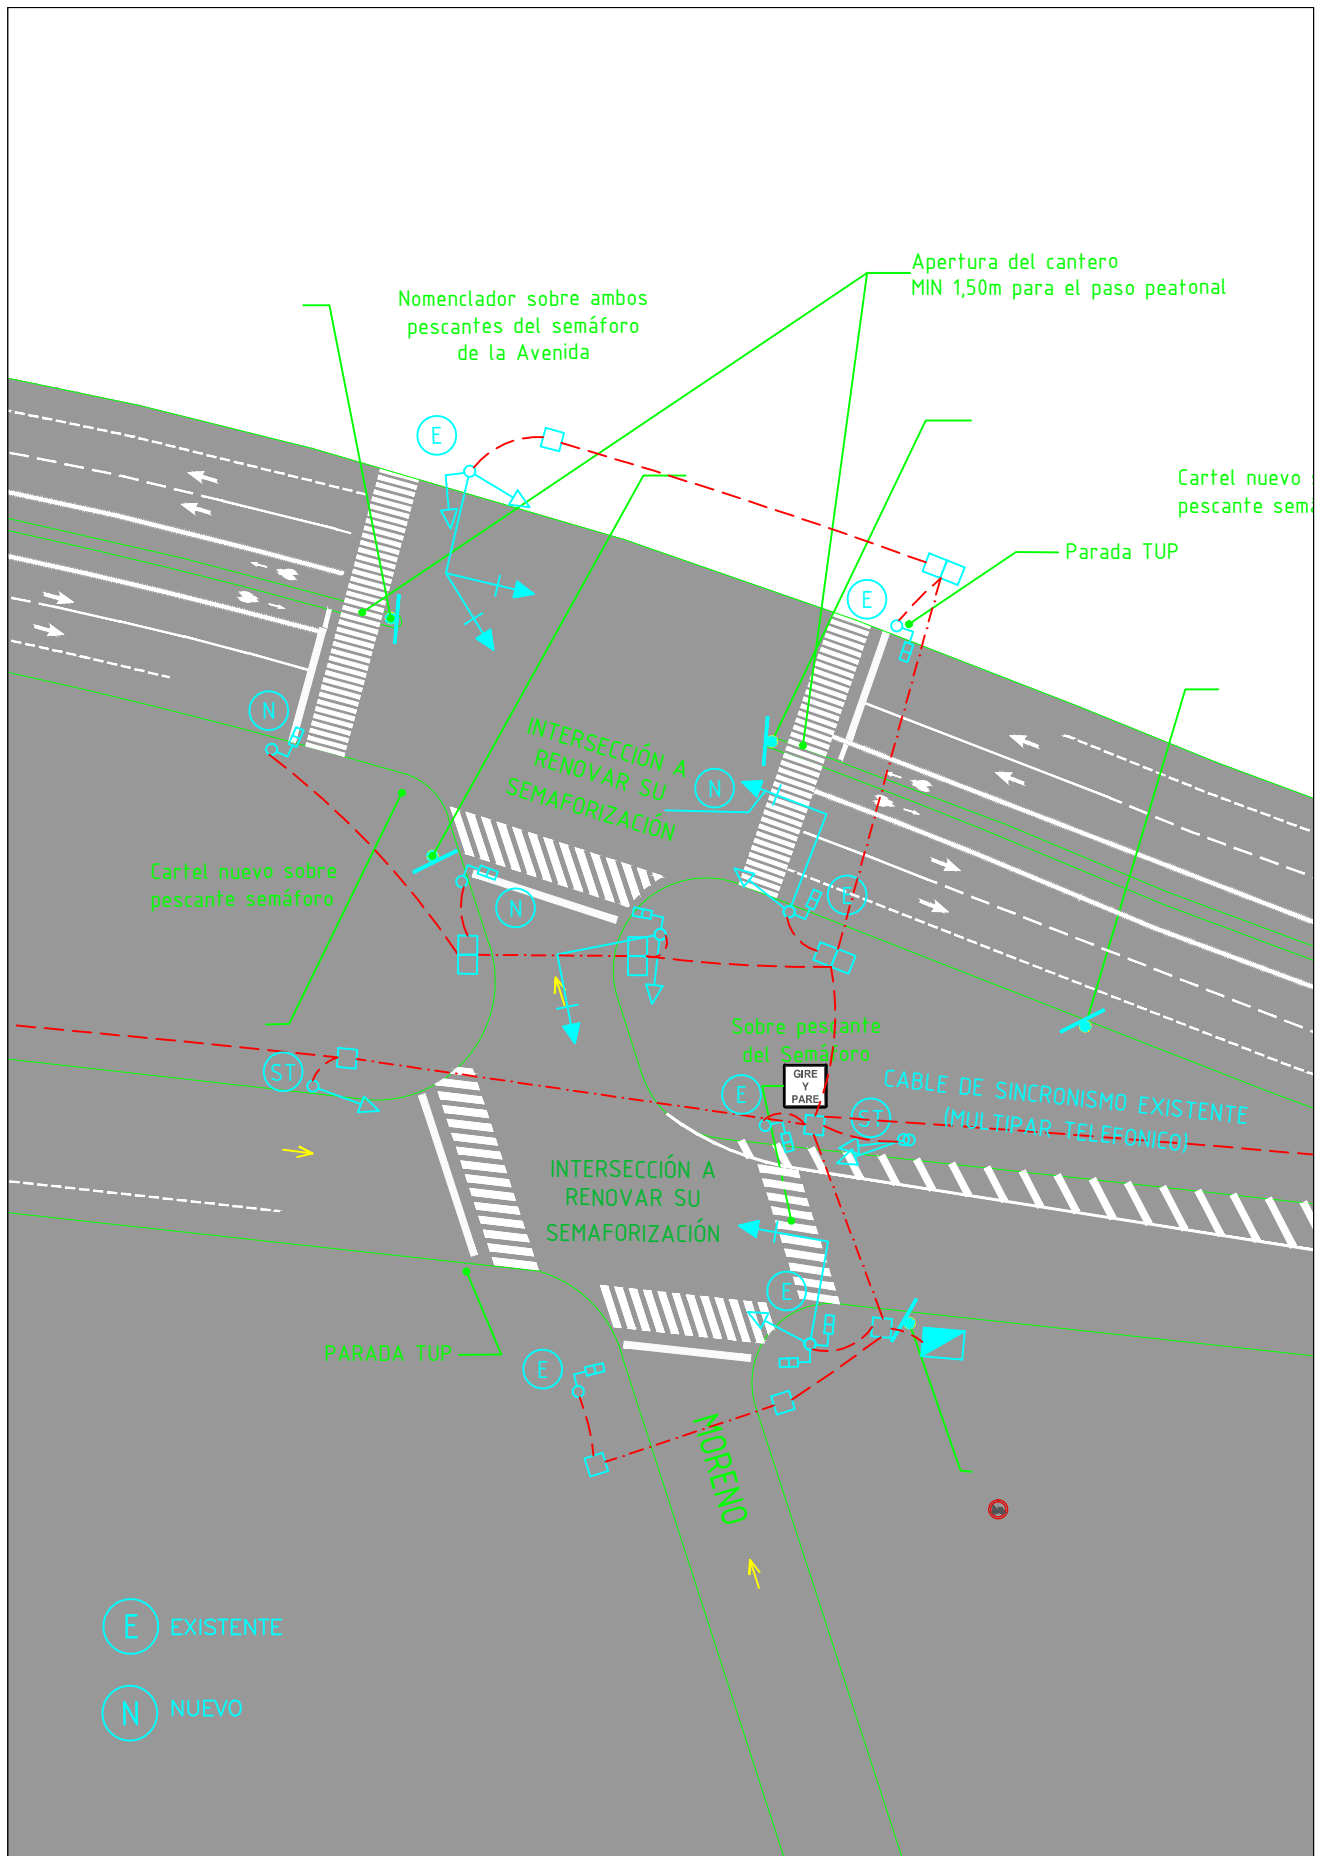 Apertura del cantero
MIN 1,50m para el paso peatonal
Nomenclador sobre ambos
pescantes del semáforo
de la Avenida
E
Cartel nuevo
pescante
Parada TUP
E
N
INTERSECCIÓN A
RENOVAR SU
SEMAFORIZACIÓN
N
Cartel nuevo sobre
pescante semáforo
E
N
Sobre pescante
del Semáforo
ST
GIRE
Y
PARE
E
ST
CABLE DE SINCRONISMO EXISTENTE
(MULTIPAR TELEFONICO)
INTERSECCIÓN A
RENOVAR SU
SEMAFORIZACIÓN
E
PARADA TUP
E
MORENO
E EXISTENTE
N NUEVO